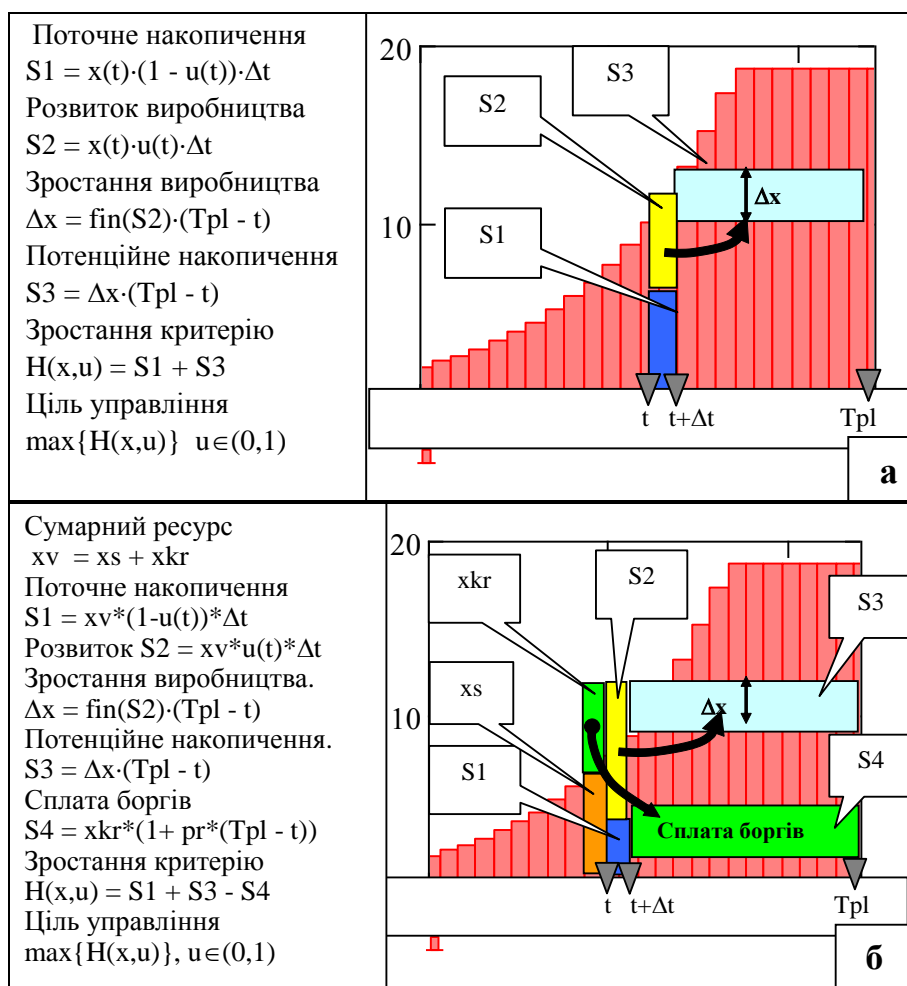 Поточне накопичення
S1 = x(t)·(1 - u(t))·Δt
Розвиток виробництва
S2 = x(t)·u(t)·Δt
Зростання виробництва
Δx = fin(S2)·(Tpl - t)
Потенційне накопичення
S3 = Δx·(Tpl - t)
Зростання критерію
H(x,u) = S1 + S3
Ціль управління
max{H(x,u)} u∈(0,1)
20
S3
S2
Δx
10
S1
t t+Δt Tpl
а
Сумарний ресурс
xv = xs + xkr
Поточне накопичення
S1 = xv*(1-u(t))*Δt
Розвиток S2 = xv*u(t)*Δt
Зростання виробництва.
Δx = fin(S2)·(Tpl - t)
Потенційне накопичення.
S3 = Δx·(Tpl - t)
Сплата боргів
S4 = xkr*(1+ pr*(Tpl - t))
Зростання критерію
H(x,u) = S1 + S3 - S4
Ціль управління
max{H(x,u)}, u∈(0,1)
20
xkr
S2
S3
xs
Δx
10
S1
S4
Сплата боргів
t t+Δt Tpl
б